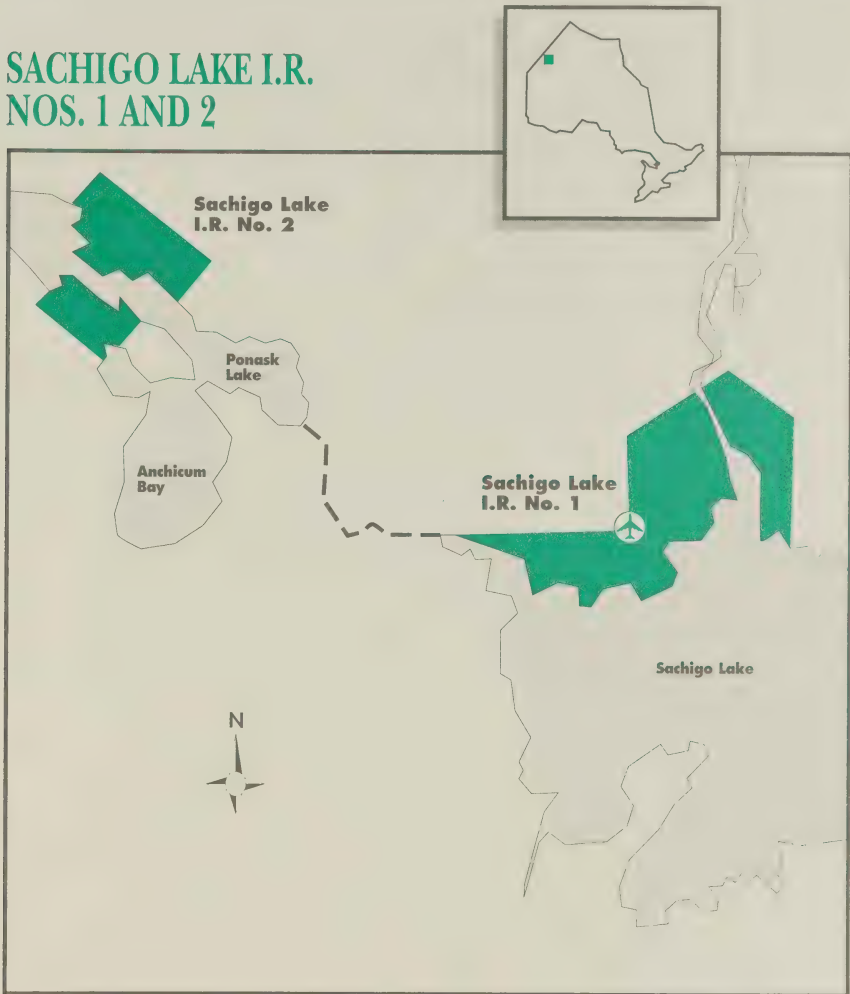 SACHIGO LAKE I.R.
NOS. 1 AND 2
Sachigo Lake
I.R. No. 2
Ponask
Lake
Anchicum
Bay
Sachigo Lake
I.R. No. 1
Sachigo Lake
N